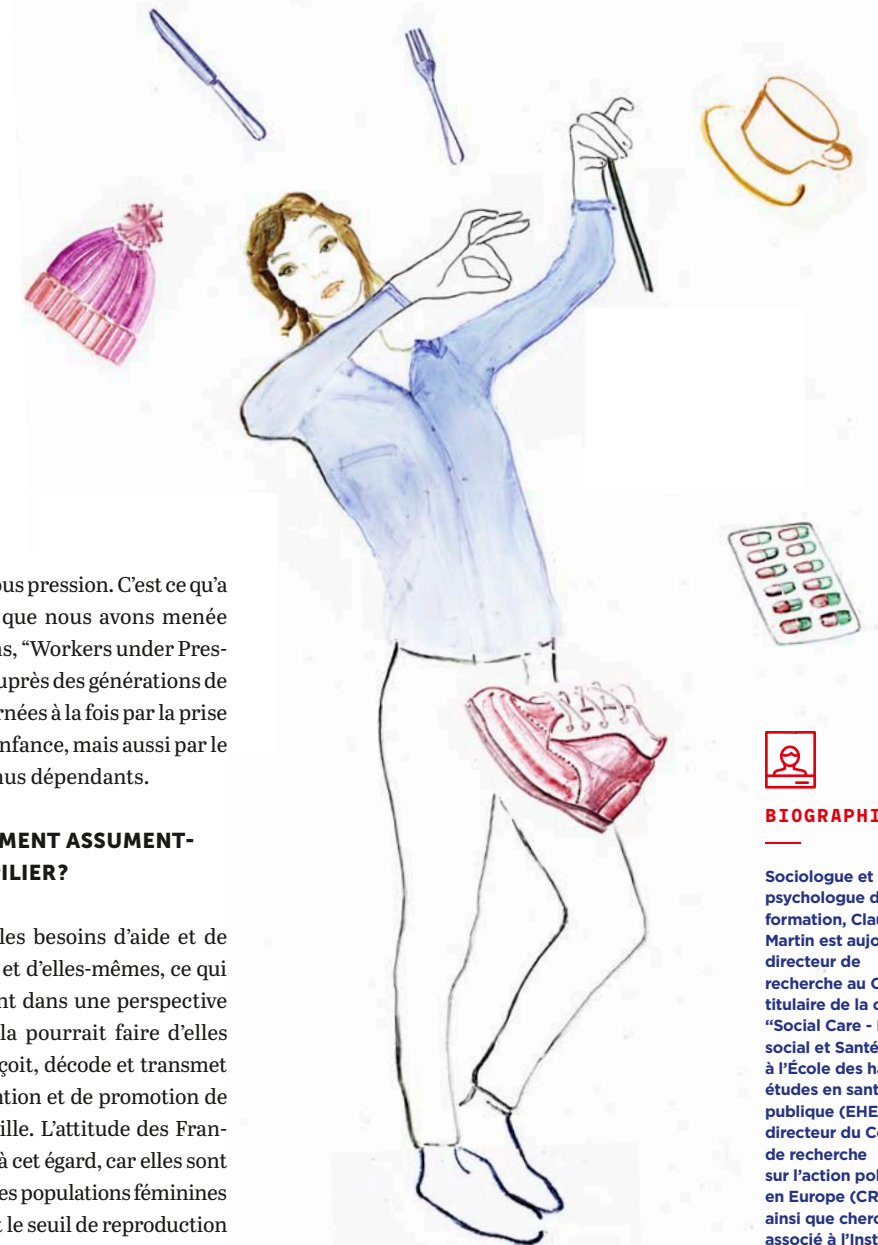 ous pression. C'est ce qu'a
que nous avons menée
ns, “Workers under Pres-
uprès des générations de
rnées à la fois par la prise
nfance, mais aussi par le
nus dépendants.
MENT ASSUMENT-
PILIER?
les besoins d'aide et de
et d'elles-mêmes, ce qui
nt dans une perspective
la pourrait faire d'elles
çoit, décode et transmet
ntion et de promotion de
ille. L'attitude des Fran-
à cet égard, car elles sont
es populations féminines
t le seuil de reproduction
BIOGRAPHI
Sociologue et
psychologue d
formation, Clau
Martin est aujo
directeur de
recherche au C
titulaire de la c
“Social Care - 
social et Santé
à l'École des ha
études en sant
publique (EHE
directeur du Ce
de recherche
sur l'action pol
en Europe (CR
ainsi que cherc
associé à l'Inst